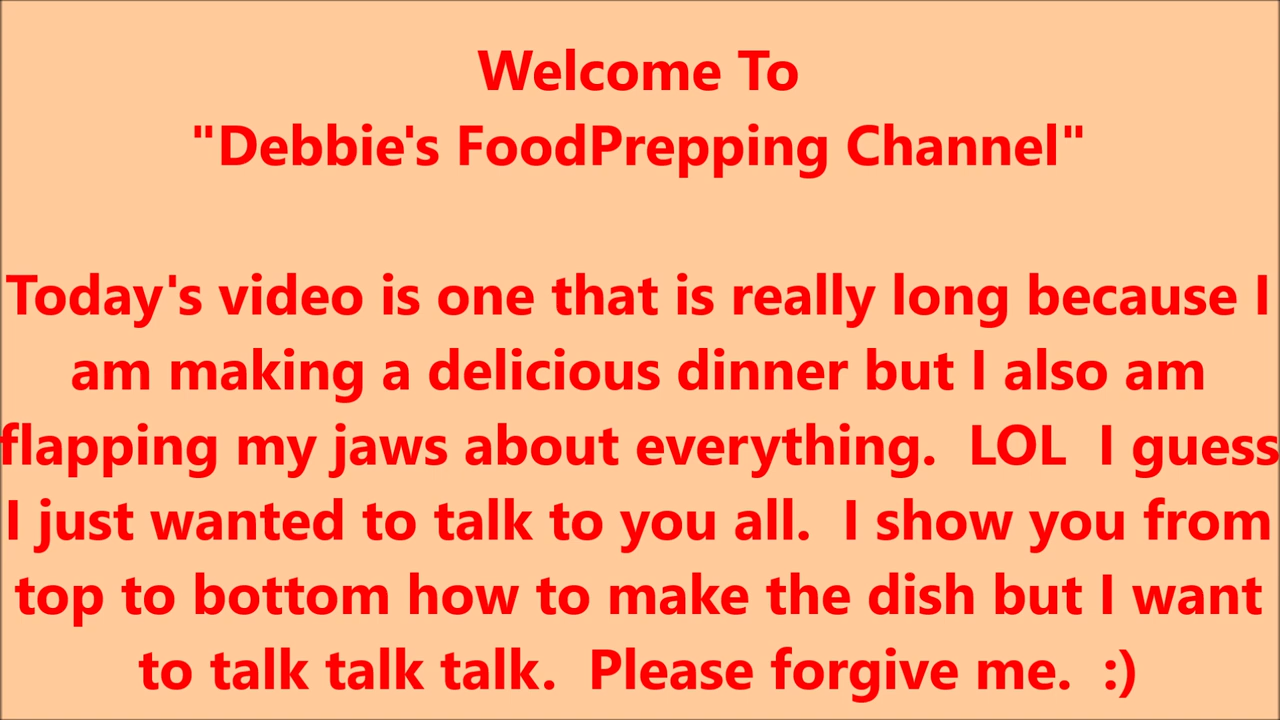 Welcome To
"Debbie's FoodPrepping Channel"
Today's video is one that is really long because I
am making a delicious dinner but I also am
flapping my jaws about everything.  LOL  I guess
I just wanted to talk to you all.  I show you from
top to bottom how to make the dish but I want
to talk talk talk.  Please forgive me.  :)